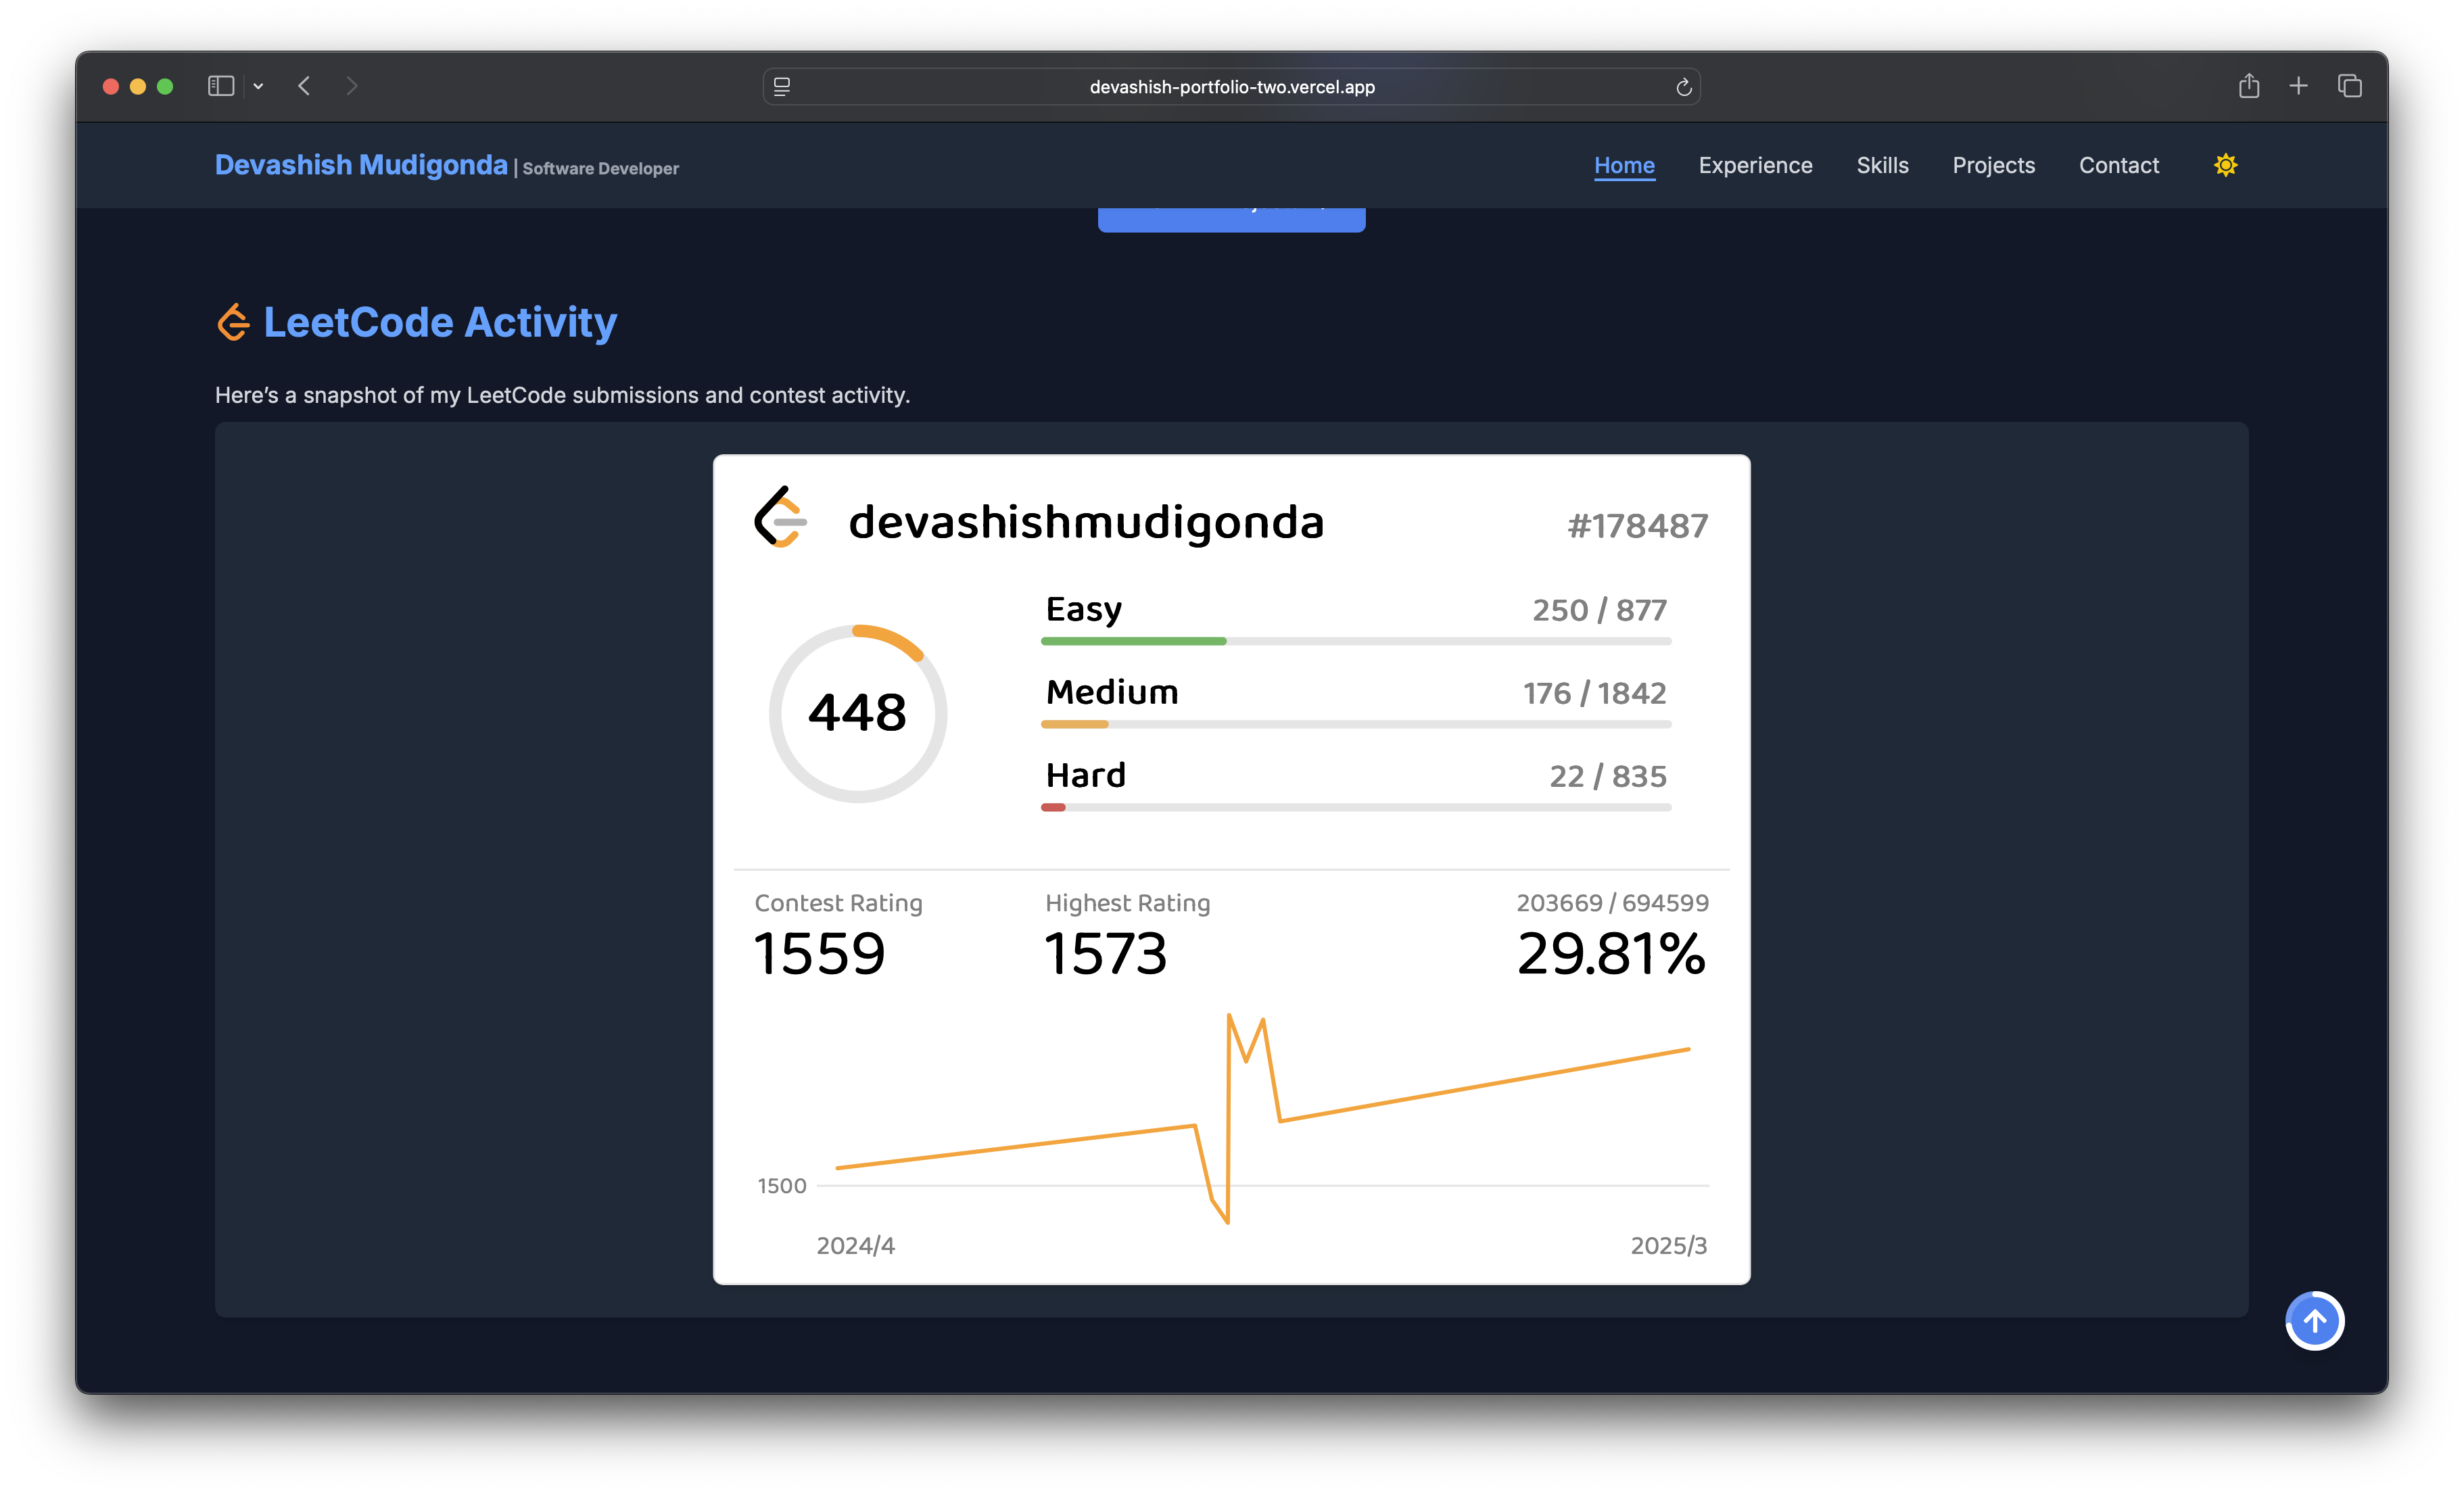 devashish-portfolio-two.vercel.app
Devashish Mudigonda | Software Developer
Home Experience Skills Projects Contact
LeetCode Activity
Here’s a snapshot of my LeetCode submissions and contest activity.
devashishmudigonda #178487
448
Easy 250 / 877
Medium 176 / 1842
Hard 22 / 835
Contest Rating Highest Rating 203669 / 694599
1559 1573 29.81%
1500
2024/4 2025/3